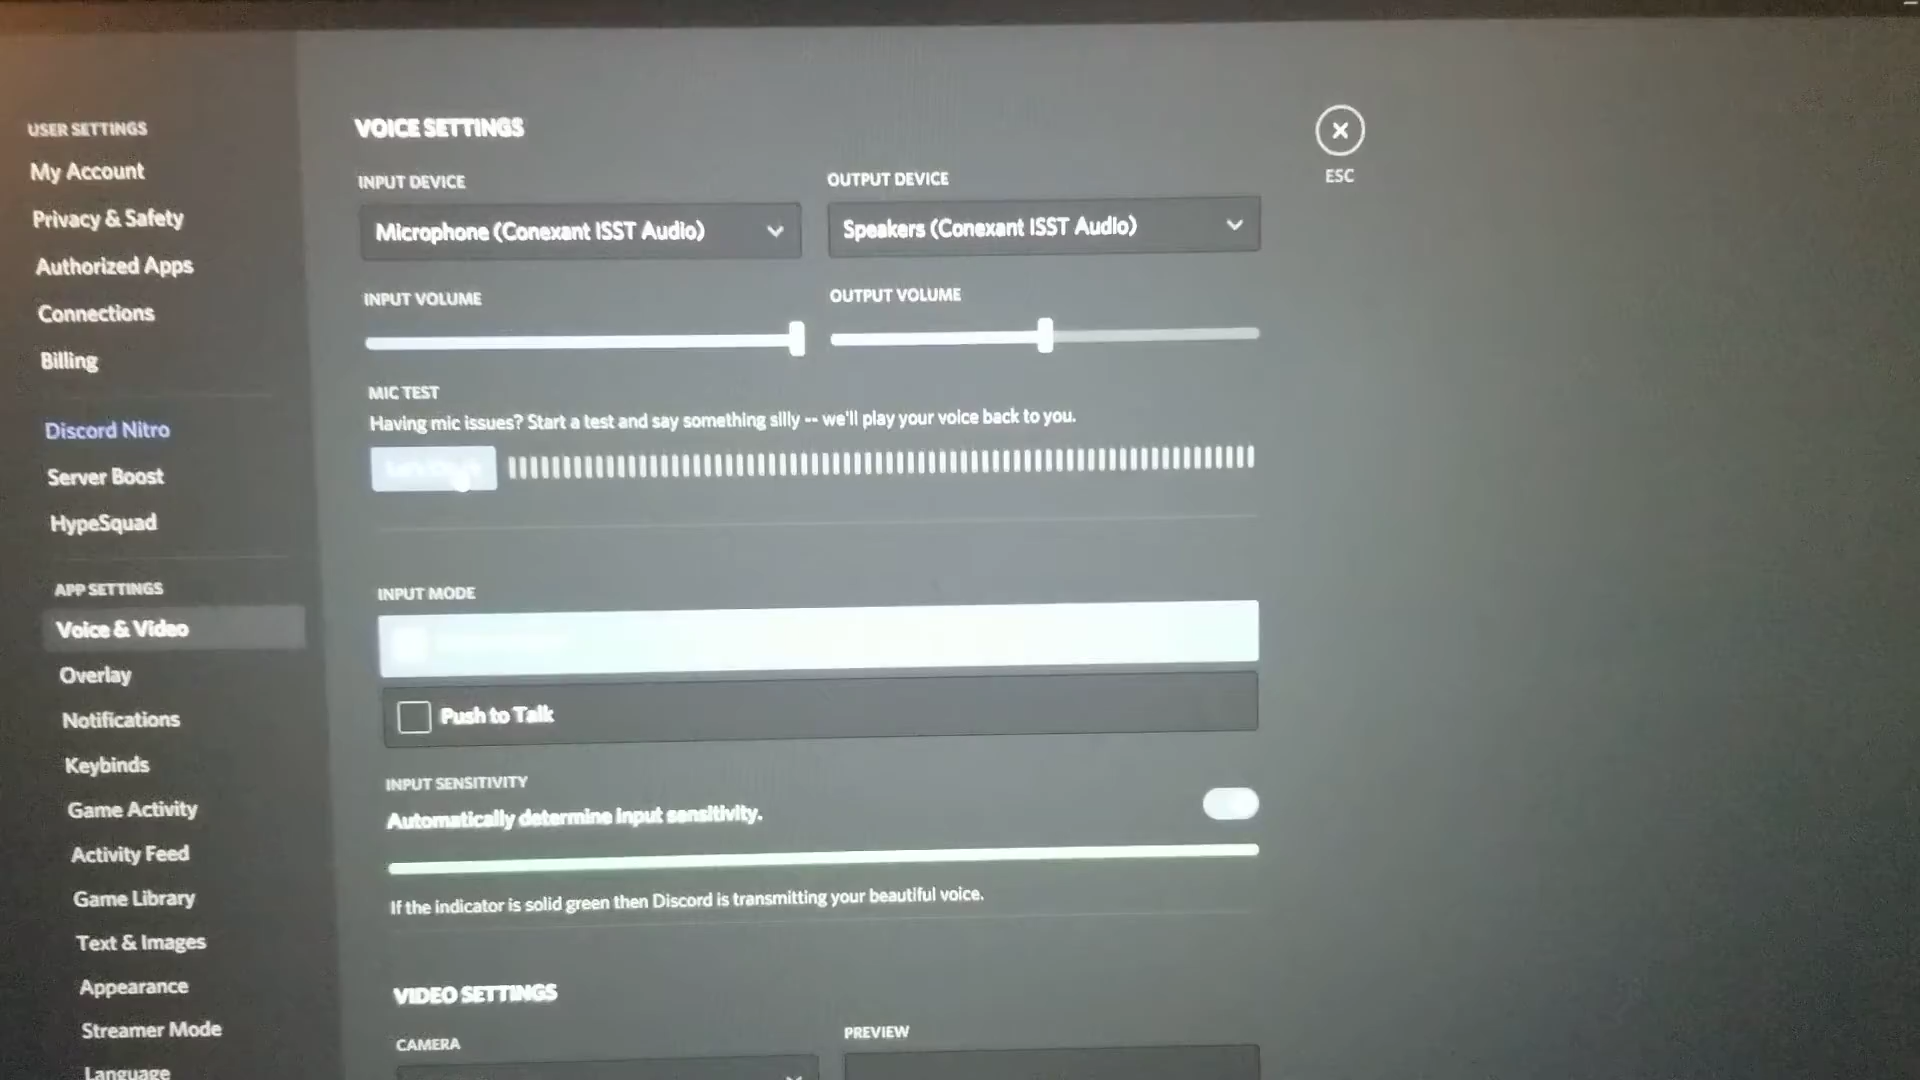 USER SETTINGS
My Account
Privacy & Safety
Authorized Apps
Connections
Billing
Discord Nitro
Server Boost
HypeSquad
APP SETTINGS
Voice & Video
Overlay
Notifications
Keybinds
Game Activity
Activity Feed
Game Library
Text & Images
Appearance
Streamer Mode
Language
VOICE SETTINGS
INPUT DEVICE
Microphone (Conexant ISST Audio)
OUTPUT DEVICE
Speakers (Conexant ISST Audio)
INPUT VOLUME
OUTPUT VOLUME
MIC TEST
Having mic issues? Start a test and say something silly -- we'll play your voice back to you.
INPUT MODE
Push to Talk
INPUT SENSITIVITY
Automatically determine input sensitivity.
If the indicator is solid green then Discord is transmitting your beautiful voice.
VIDEO SETTINGS
CAMERA
PREVIEW
ESC